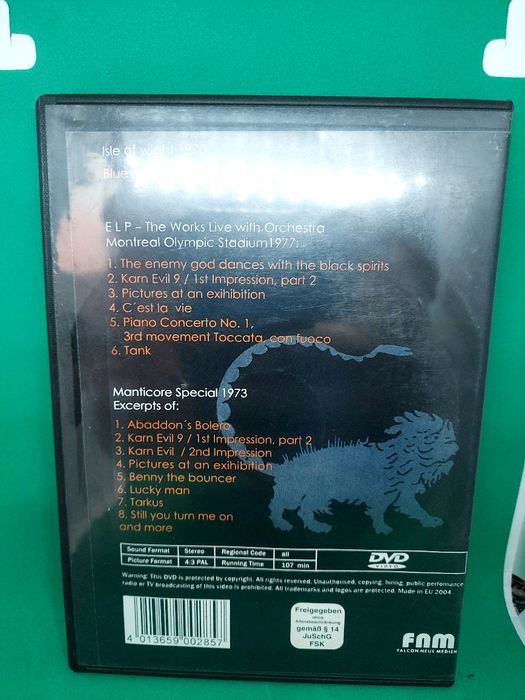 Isle of wight 1970
Blue
E L P – The Works Live with Orchestra
Montreal Olympic Stadium1977:
1. The enemy god dances with the black spirits
2. Karn Evil 9 / 1st Impression, part 2
3. Pictures at an exihibition
4. C´est la vie
5. Piano Concerto No. 1,
3rd movement Toccata, con fuoco
6. Tank
Manticore Special 1973
Excerpts of:
1. Abaddon´s Bolero
2. Karn Evil 9 / 1st Impression, part 2
3. Karn Evil / 2nd Impression
4. Pictures at an exihibition
5. Benny the bouncer
6. Lucky man
7. Tarkus
8. Still you turn me on
and more
Sound Format Stereo Regional Code all
Picture Format 4:3 PAL Running Time 107 min
DVD
VIDEO
Warning: This DVD is protected by copyright. All rights reserved. Unauthorised, copying, hiring, public performance
radio or TV broadcasting of this video is prohibited. All trademarks and logos are protected. Made in EU 2004
4 013659 002857
Freigegeben
ohne
Altersbeschränkung
gemäß § 14
JuSchG
FSK
FNM
FALCON NEUE MEDIEN